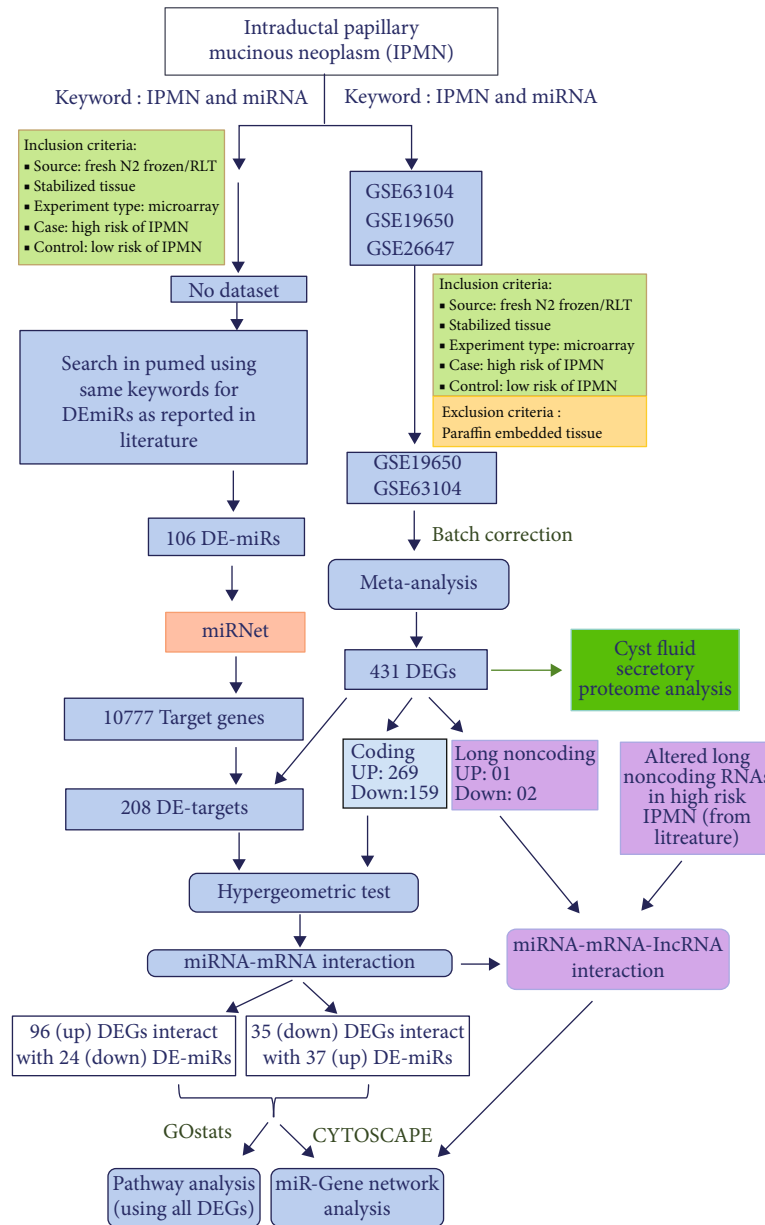 Intraductal papillary
mucinous neoplasm (IPMN)
Keyword : IPMN and miRNA
Keyword : IPMN and miRNA
Inclusion criteria:
▪ Source: fresh N2 frozen/RLT
▪ Stabilized tissue
▪ Experiment type: microarray
▪ Case: high risk of IPMN
▪ Control: low risk of IPMN
GSE63104
GSE19650
GSE26647
No dataset
Inclusion criteria:
▪ Source: fresh N2 frozen/RLT
▪ Stabilized tissue
▪ Experiment type: microarray
▪ Case: high risk of IPMN
▪ Control: low risk of IPMN
Exclusion criteria :
Paraffin embedded tissue
Search in pumed using
same keywords for
DEmiRs as reported in
literature
GSE19650
GSE63104
106 DE-miRs
Batch correction
Meta-analysis
miRNet
431 DEGs
Cyst fluid
secretory
proteome analysis
10777 Target genes
Coding
UP: 269
Down:159
Long noncoding
UP: 01
Down: 02
Altered long
noncoding RNAs
in high risk
IPMN (from
litreature)
208 DE-targets
Hypergeometric test
miRNA-mRNA interaction
miRNA-mRNA-IncRNA
interaction
96 (up) DEGs interact
with 24 (down) DE-miRs
35 (down) DEGs interact
with 37 (up) DE-miRs
GOstats
CYTOSCAPE
Pathway analysis
(using all DEGs)
miR-Gene network
analysis